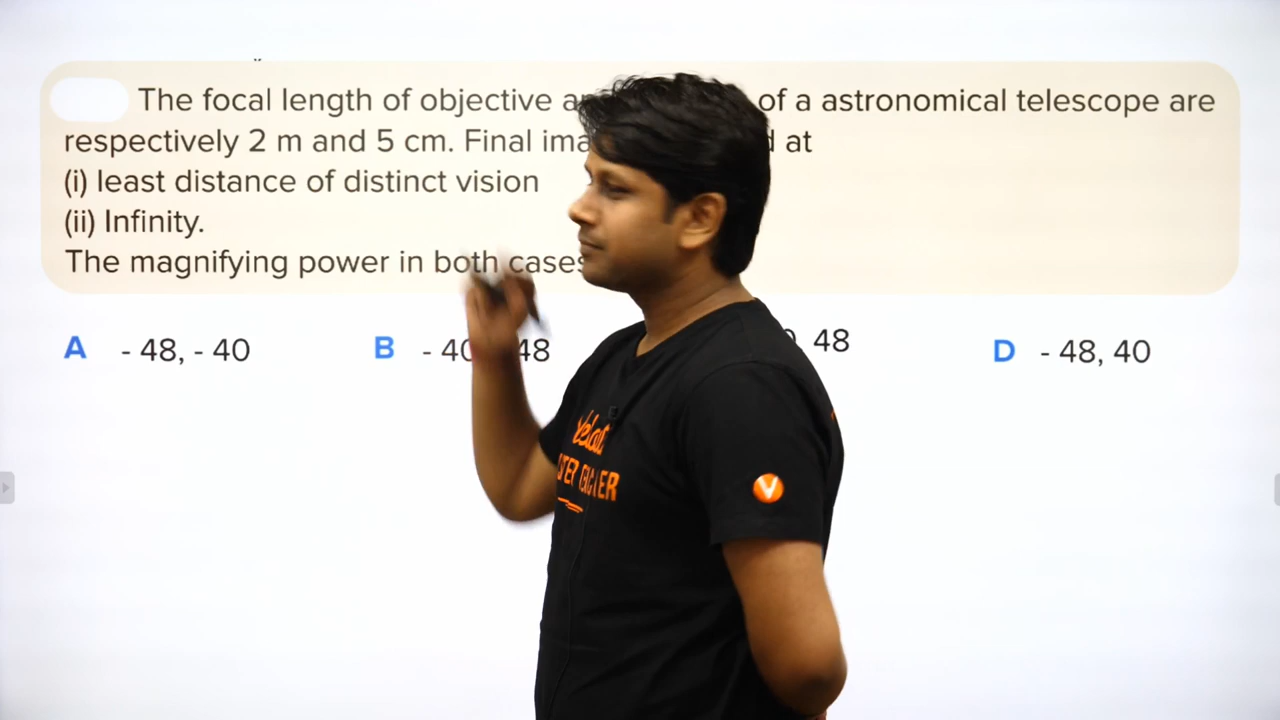 The focal length of objective of a astronomical telescope are
respectively 2 m and 5 cm. Final at
(i) least distance of distinct vision
(ii) Infinity.
The magnifying power in both cases
A - 48, - 40
B - 40 48
48
D - 48, 40
V